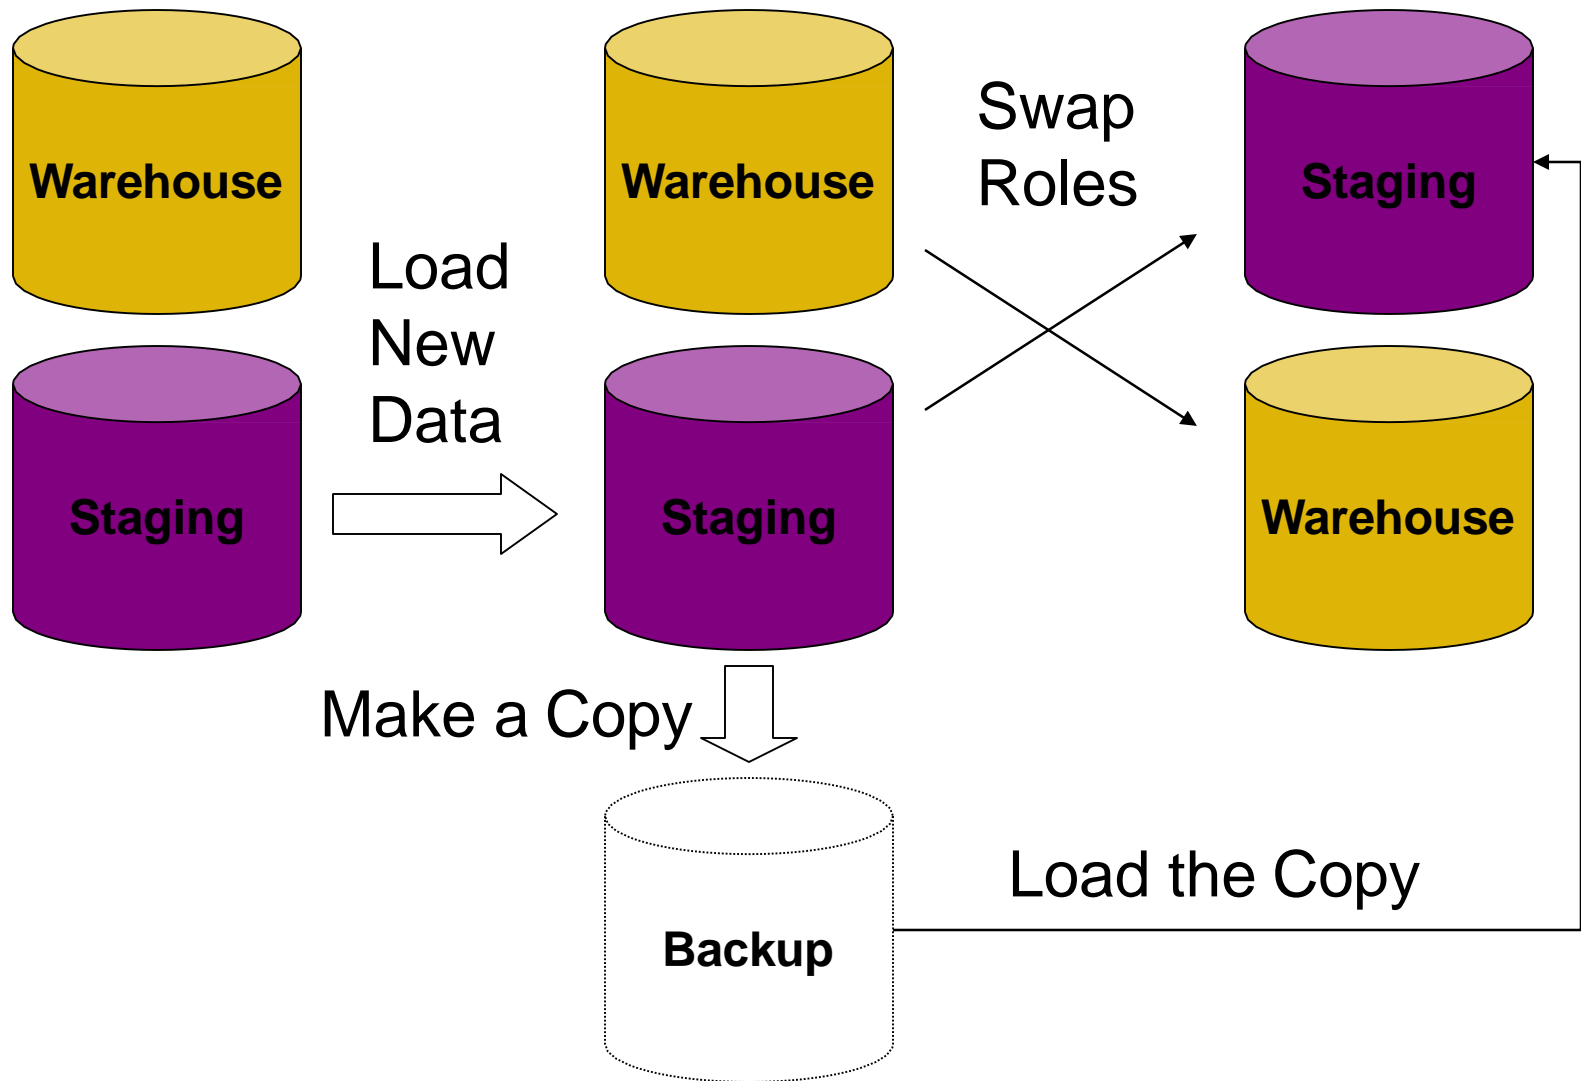 Warehouse
Staging
Load
New
Data
Warehouse
Staging
Swap
Roles
Staging
Warehouse
Make a Copy
Backup
Load the Copy